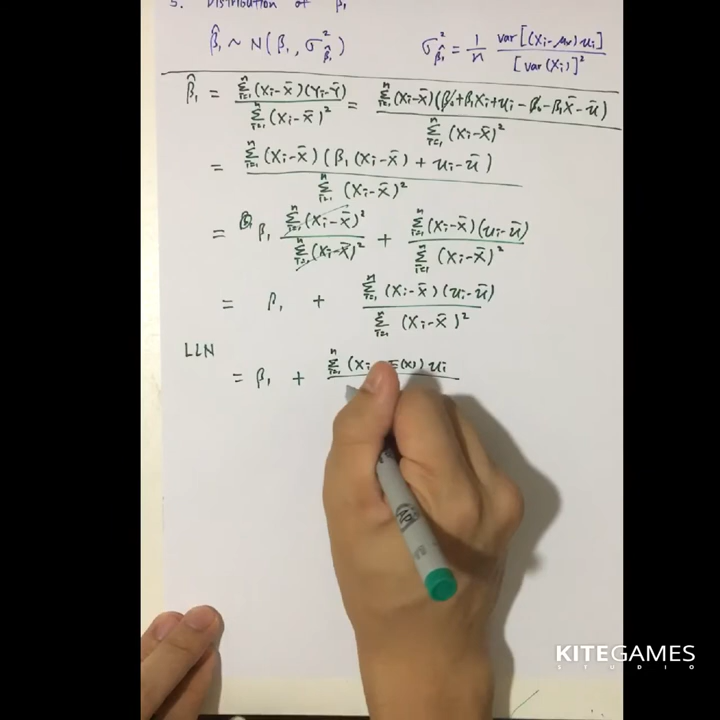 5. Distribution of β̂₁
β̂₁ ~ N(β₁, σ²_β̂₁) σ²_β̂₁ = 1/n var[(Xi-μx)ui] / [var(Xi)]²
β̂₁ = Σⁿᵢ₌₁(Xi-X̄)(Yi-Ȳ) / Σⁿᵢ₌₁(Xi-X̄)² = Σⁿᵢ₌₁(Xi-X̄)(β₀+β₁Xi+ui-β₀-β₁X̄-ū) / Σⁿᵢ₌₁(Xi-X̄)²
= Σⁿᵢ₌₁(Xi-X̄)(β₁(Xi-X̄)+ui-ū) / Σⁿᵢ₌₁(Xi-X̄)²
= β₁ Σⁿᵢ₌₁(Xi-X̄)² / Σⁿᵢ₌₁(Xi-X̄)² + Σⁿᵢ₌₁(Xi-X̄)(ui-ū) / Σⁿᵢ₌₁(Xi-X̄)²
= β₁ + Σⁿᵢ₌₁(Xi-X̄)(ui-ū) / Σⁿᵢ₌₁(Xi-X̄)²
LLN
= β₁ + Σⁿᵢ₌₁(Xi-E(X))ui
KITEGAMES
STUDIO